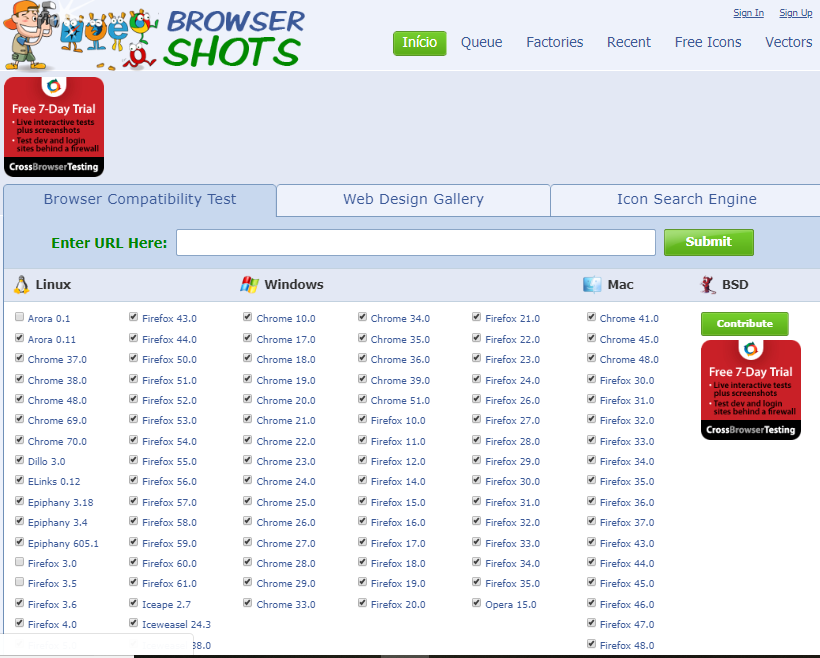 BROWSER
SHOTS
Sign In Sign Up
Início Queue Factories Recent Free Icons Vectors
Free 7-Day Trial
• Live interactive tests
plus screenshots
• Test dev and login
sites behind a firewall
CrossBrowserTesting
Browser Compatibility Test Web Design Gallery Icon Search Engine
Enter URL Here: Submit
Linux Windows Mac BSD
Arora 0.1 Firefox 43.0 Chrome 10.0 Chrome 34.0 Firefox 21.0 Chrome 41.0
Arora 0.11 Firefox 44.0 Chrome 17.0 Chrome 35.0 Firefox 22.0 Chrome 45.0
Chrome 37.0 Firefox 50.0 Chrome 18.0 Chrome 36.0 Firefox 23.0 Chrome 48.0
Chrome 38.0 Firefox 51.0 Chrome 19.0 Chrome 39.0 Firefox 24.0 Firefox 30.0
Chrome 48.0 Firefox 52.0 Chrome 20.0 Chrome 51.0 Firefox 26.0 Firefox 31.0
Chrome 69.0 Firefox 53.0 Chrome 21.0 Firefox 10.0 Firefox 27.0 Firefox 32.0
Chrome 70.0 Firefox 54.0 Chrome 22.0 Firefox 11.0 Firefox 28.0 Firefox 33.0
Dillo 3.0 Firefox 55.0 Chrome 23.0 Firefox 12.0 Firefox 29.0 Firefox 34.0
ELinks 0.12 Firefox 56.0 Chrome 24.0 Firefox 14.0 Firefox 30.0 Firefox 35.0
Epiphany 3.18 Firefox 57.0 Chrome 25.0 Firefox 15.0 Firefox 31.0 Firefox 36.0
Epiphany 3.4 Firefox 58.0 Chrome 26.0 Firefox 16.0 Firefox 32.0 Firefox 37.0
Epiphany 605.1 Firefox 59.0 Chrome 27.0 Firefox 17.0 Firefox 33.0 Firefox 43.0
Firefox 3.0 Firefox 60.0 Chrome 28.0 Firefox 18.0 Firefox 34.0 Firefox 44.0
Firefox 3.5 Firefox 61.0 Chrome 29.0 Firefox 19.0 Firefox 35.0 Firefox 45.0
Firefox 3.6 Iceape 2.7 Chrome 33.0 Firefox 20.0 Opera 15.0 Firefox 46.0
Firefox 4.0 Iceweasel 24.3 Firefox 47.0
38.0 Firefox 48.0
Contribute
Free 7-Day Trial
• Live interactive tests
plus screenshots
• Test dev and login
sites behind a firewall
CrossBrowserTesting